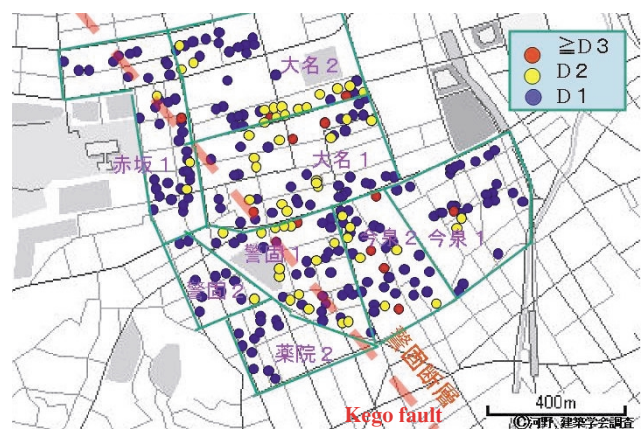 ≧D3
D2
D1
大名2
大名1
赤坂1
今泉2
今泉1
警固1
警固2
薬院2
警固断層
Kego fault
400m
©河野、建築学会調査